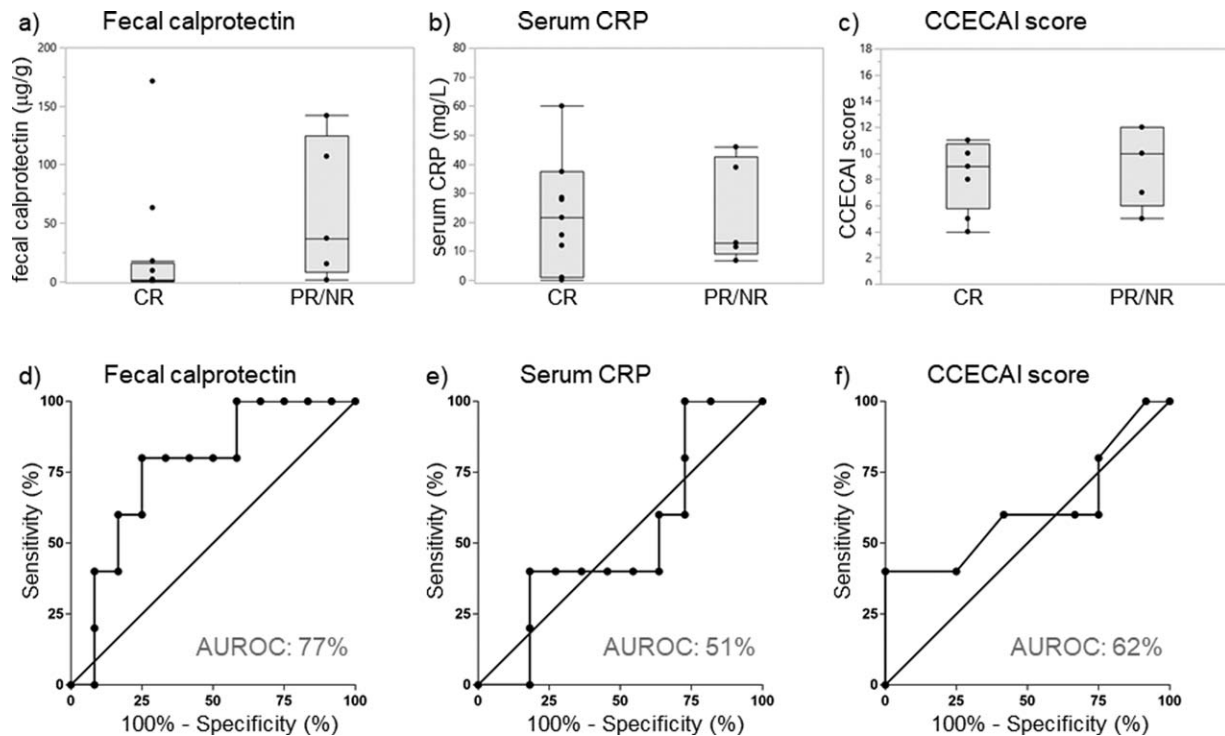 a) Fecal calprotectin
fecal calprotectin (µg/g)
200
150
100
50
0
CR PR/NR
b) Serum CRP
serum CRP (mg/L)
80
70
60
50
40
30
20
10
0
CR PR/NR
c) CCECAI score
CCECAI score
18
16
14
12
10
8
6
4
2
0
CR PR/NR
d) Fecal calprotectin
Sensitivity (%)
100
75
50
25
0
AUROC: 77%
0 25 50 75 100
100% - Specificity (%)
e) Serum CRP
Sensitivity (%)
100
75
50
25
0
AUROC: 51%
0 25 50 75 100
100% - Specificity (%)
f) CCECAI score
Sensitivity (%)
100
75
50
25
0
AUROC: 62%
0 25 50 75 100
100% - Specificity (%)